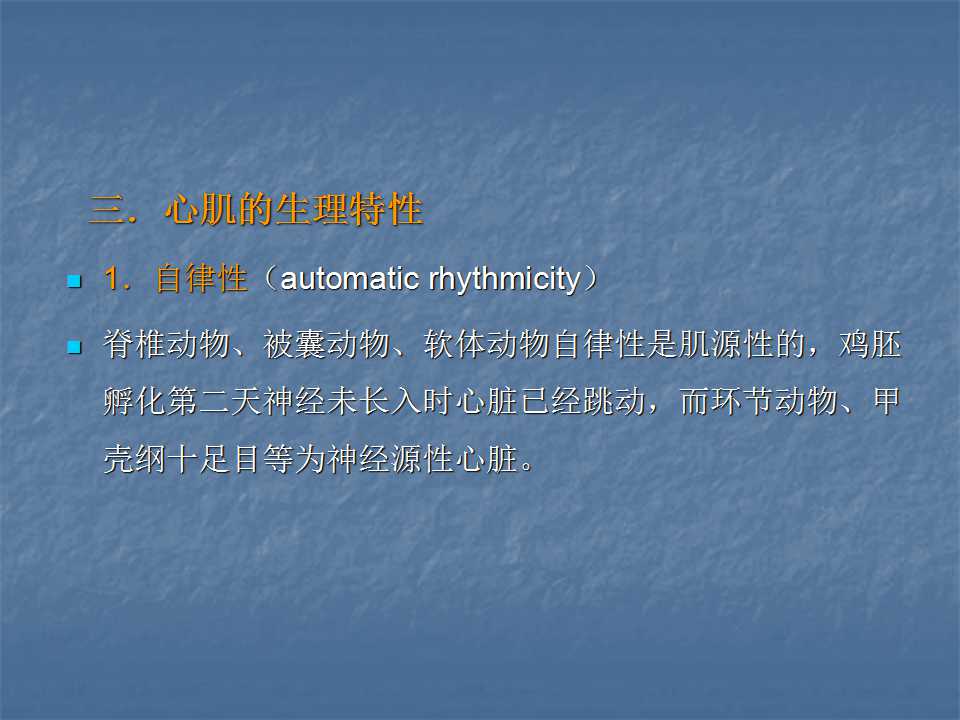 三．心肌的生理特性
1．自律性（automatic rhythmicity）
脊椎动物、被囊动物、软体动物自律性是肌源性的，鸡胚
孵化第二天神经未长入时心脏已经跳动，而环节动物、甲
壳纲十足目等为神经源性心脏。